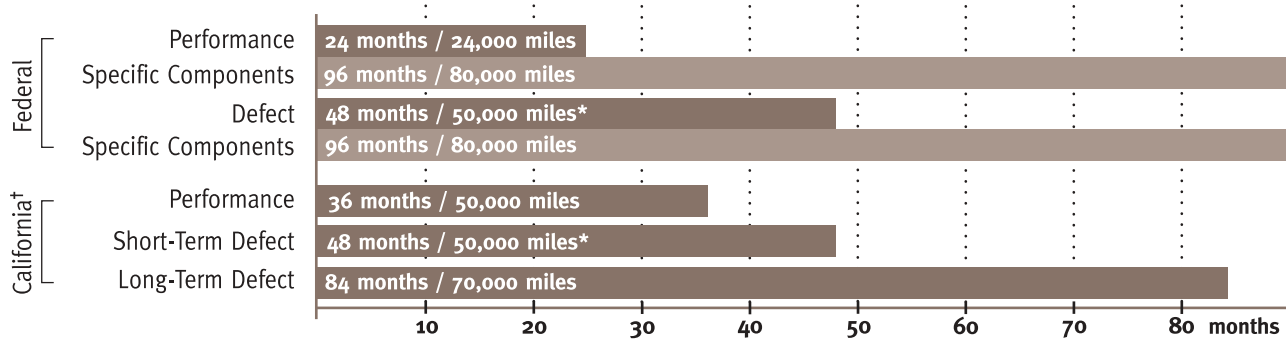 Federal
Performance 24 months / 24,000 miles
Specific Components 96 months / 80,000 miles
Defect 48 months / 50,000 miles*
Specific Components 96 months / 80,000 miles
California†
Performance 36 months / 50,000 miles
Short-Term Defect 48 months / 50,000 miles*
Long-Term Defect 84 months / 70,000 miles
10 20 30 40 50 60 70 80 months